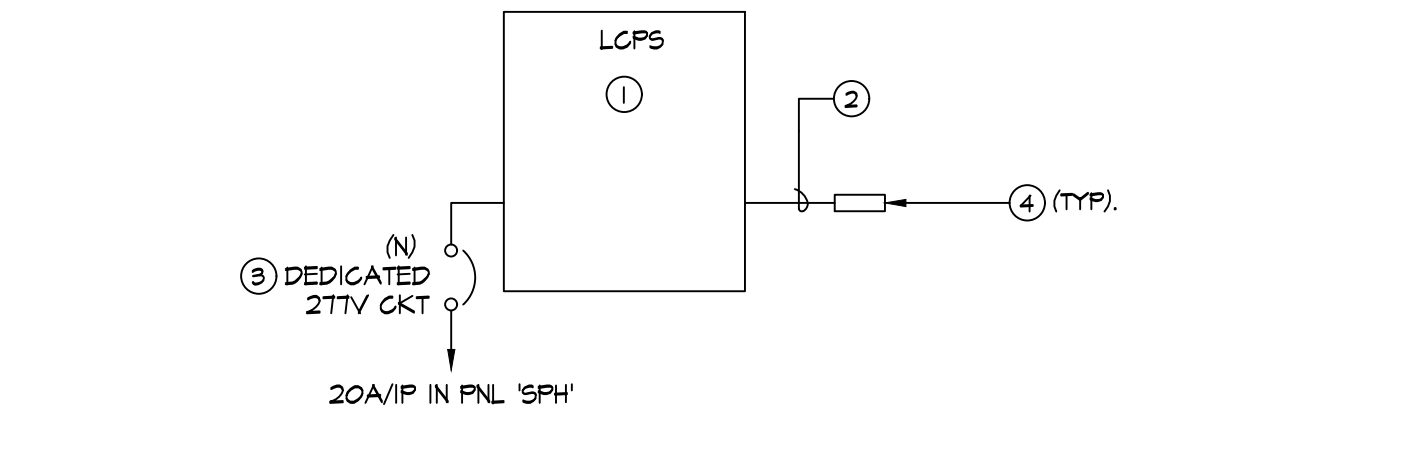 LCPS
1
2
4 (TYP).
(N)
3 DEDICATED
277V CKT
20A/1P IN PNL 'SPH'